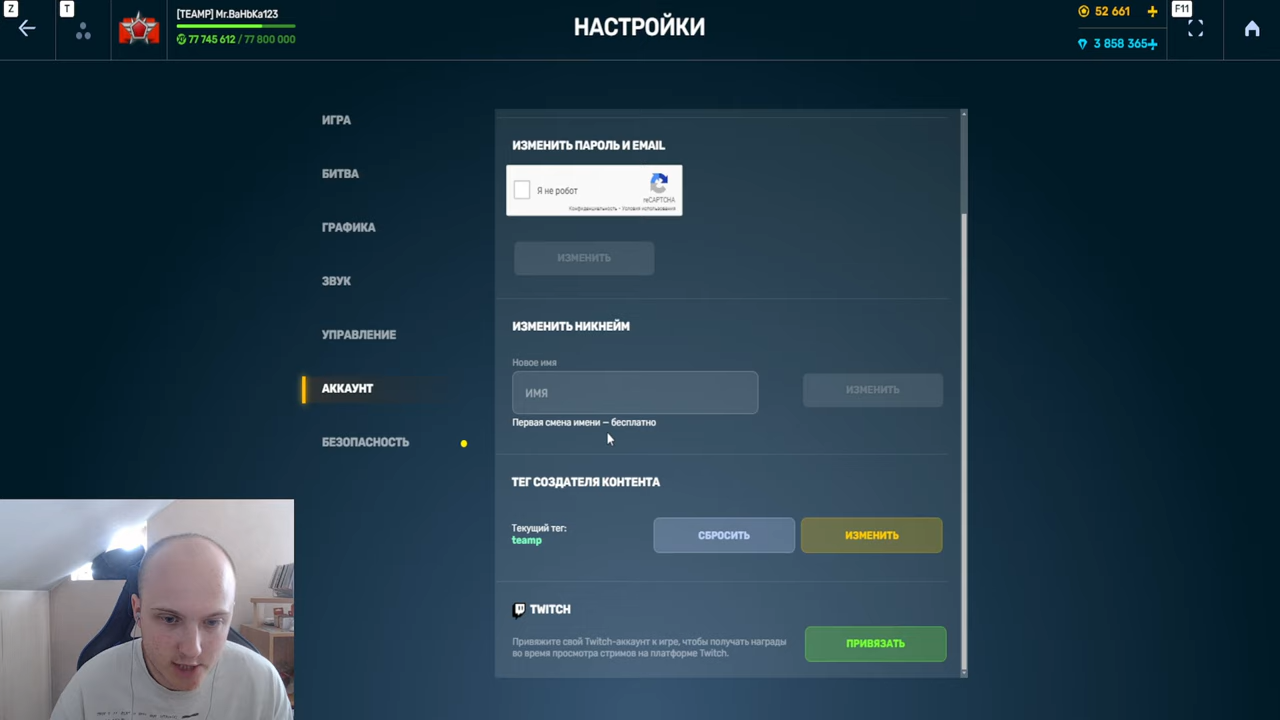 Z
T
[TEAMP] Mr.BaHbKa123
77 745 612 / 77 800 000
НАСТРОЙКИ
52 661
3 858 365
F11
ИГРА
БИТВА
ГРАФИКА
ЗВУК
УПРАВЛЕНИЕ
АККАУНТ
БЕЗОПАСНОСТЬ
ИЗМЕНИТЬ ПАРОЛЬ И EMAIL
Я не робот
reCAPTCHA
Конфиденциальность - Условия использования
ИЗМЕНИТЬ
ИЗМЕНИТЬ НИКНЕЙМ
Новое имя
ИМЯ
ИЗМЕНИТЬ
Первая смена имени – бесплатно
ТЕГ СОЗДАТЕЛЯ КОНТЕНТА
Текущий тег:
teamp
СБРОСИТЬ
ИЗМЕНИТЬ
TWITCH
Привяжите свой Twitch-аккаунт к игре, чтобы получать награды
во время просмотра стримов на платформе Twitch.
ПРИВЯЗАТЬ